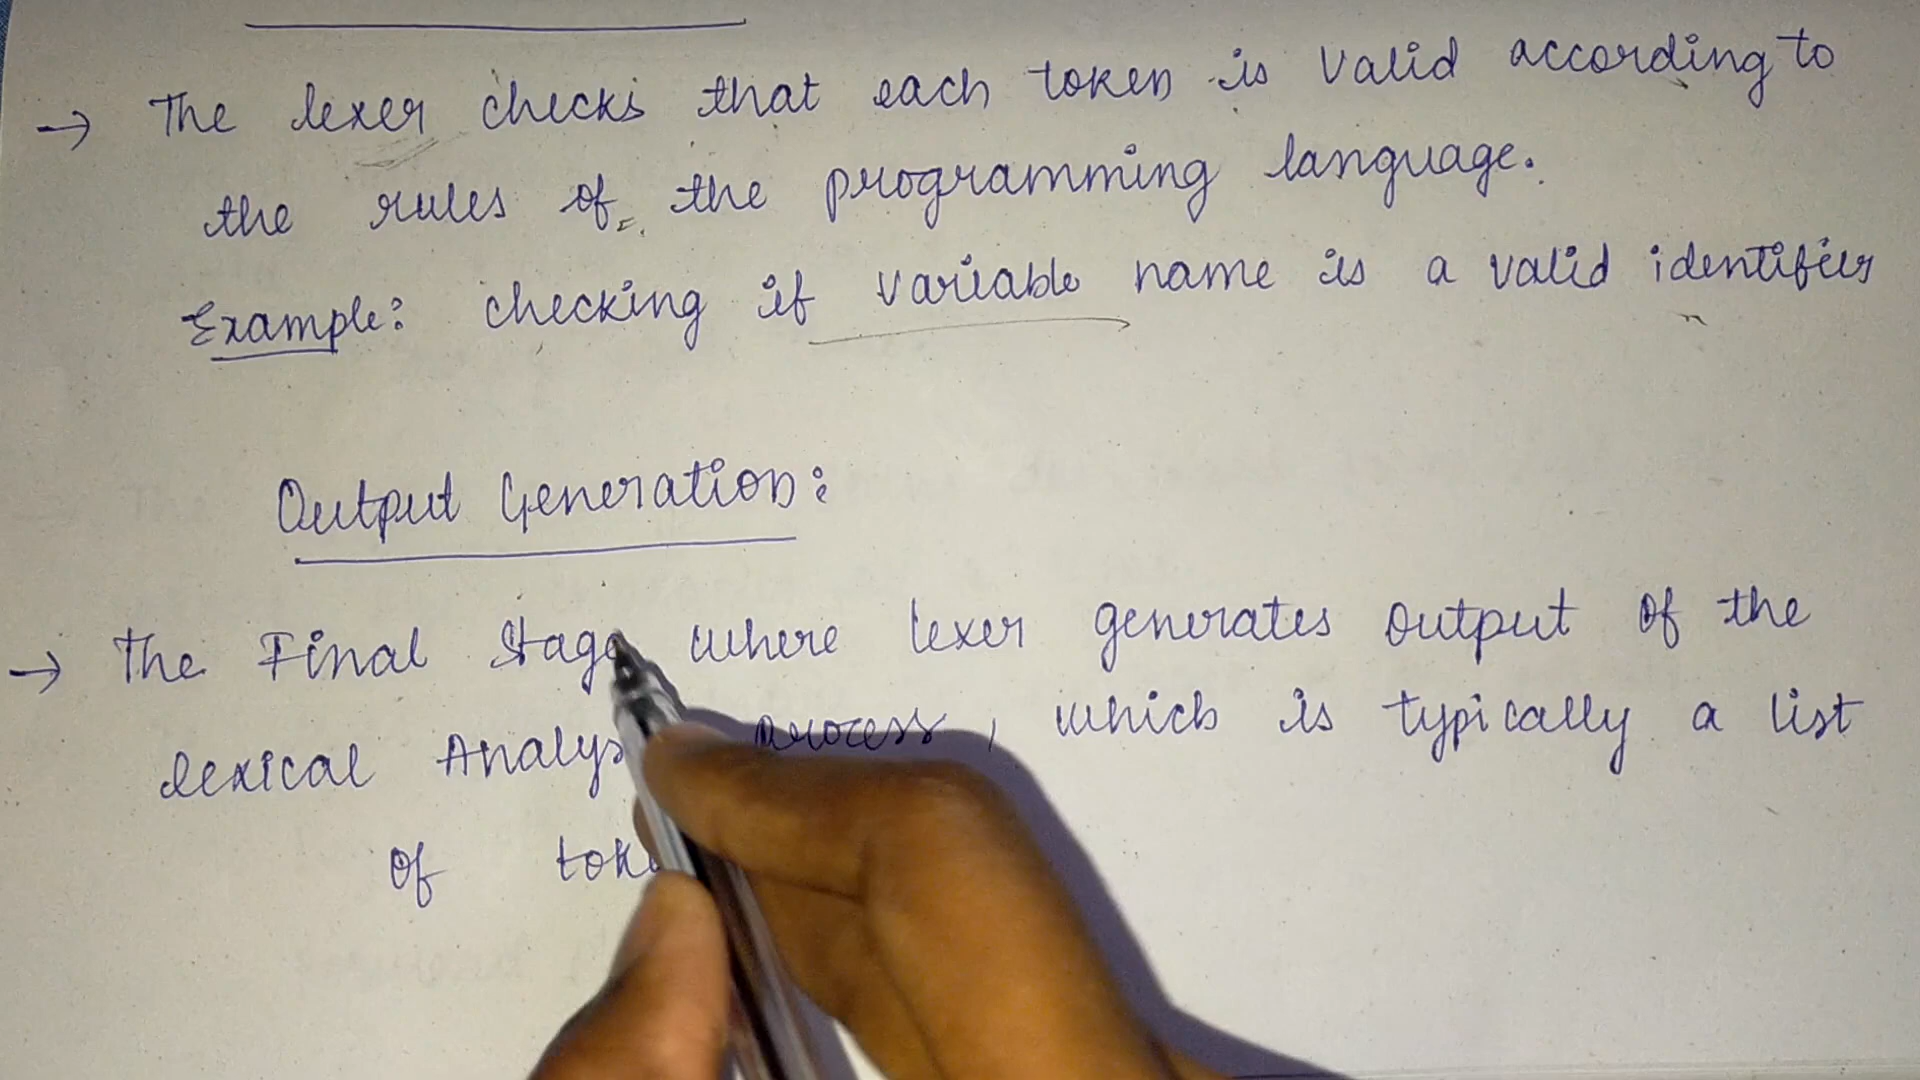 → The lexer checks that each token is valid according to
the rules of the programming language.
Example: checking if variable name is a valid identifier
Output Generation:
→ The Final Stage where lexer generates output of the
lexical process, which is typically a list
of